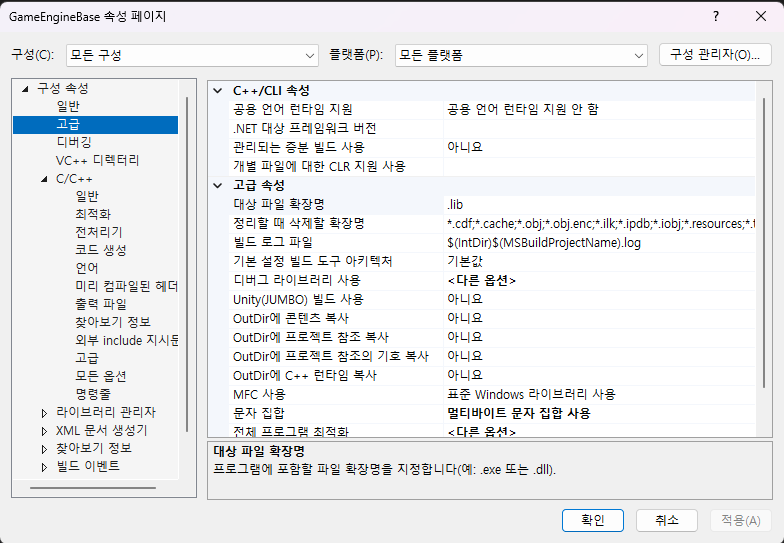 GameEngineBase 속성 페이지
구성(C): 모든 구성 플랫폼(P): 모든 플랫폼 구성 관리자(O)...
구성 속성
일반
고급
디버깅
VC++ 디렉터리
C/C++
일반
최적화
전처리기
코드 생성
언어
미리 컴파일된 헤더
출력 파일
찾아보기 정보
외부 include 지시문
고급
모든 옵션
명령줄
라이브러리 관리자
XML 문서 생성기
찾아보기 정보
빌드 이벤트
C++/CLI 속성
공용 언어 런타임 지원 공용 언어 런타임 지원 안 함
.NET 대상 프레임워크 버전
관리되는 증분 빌드 사용 아니요
개별 파일에 대한 CLR 지원 사용
고급 속성
대상 파일 확장명 .lib
정리할 때 삭제할 확장명 *.cdf;*.cache;*.obj;*.obj.enc;*.ilk;*.ipdb;*.iobj;*.resources;*.t
빌드 로그 파일 $(IntDir)$(MSBuildProjectName).log
기본 설정 빌드 도구 아키텍처 기본값
디버그 라이브러리 사용 <다른 옵션>
Unity(JUMBO) 빌드 사용 아니요
OutDir에 콘텐츠 복사 아니요
OutDir에 프로젝트 참조 복사 아니요
OutDir에 프로젝트 참조의 기호 복사 아니요
OutDir에 C++ 런타임 복사 아니요
MFC 사용 표준 Windows 라이브러리 사용
문자 집합 멀티바이트 문자 집합 사용
전체 프로그램 최적화 <다른 옵션>
대상 파일 확장명
프로그램에 포함할 파일 확장명을 지정합니다(예: .exe 또는 .dll).
확인 취소 적용(A)